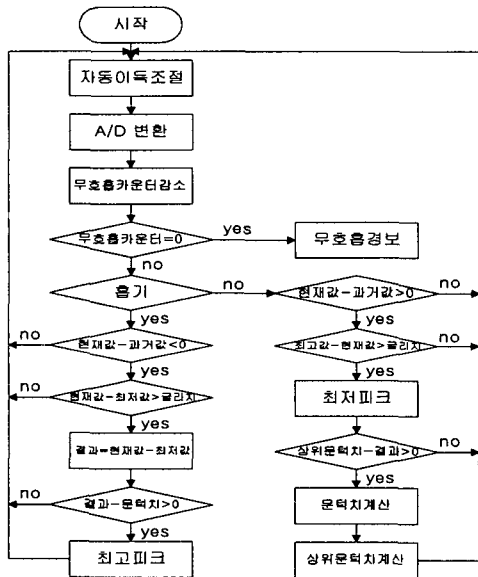 시작
자동이득조절
A/D 변환
무호흡카운터감소
무호흡카운터=0
yes
무호흡경보
no
흡기
no
현재값-과거값>0
no
yes
yes
no
현재값-과거값<0
최고값-현재값>글리치
no
yes
yes
no
현재값-최저값>글리치
최저피크
yes
결과=현재값-최저값
상위문턱치-결과>0
no
yes
no
결과-문턱치>0
문턱치계산
yes
최고피크
상위문턱치계산